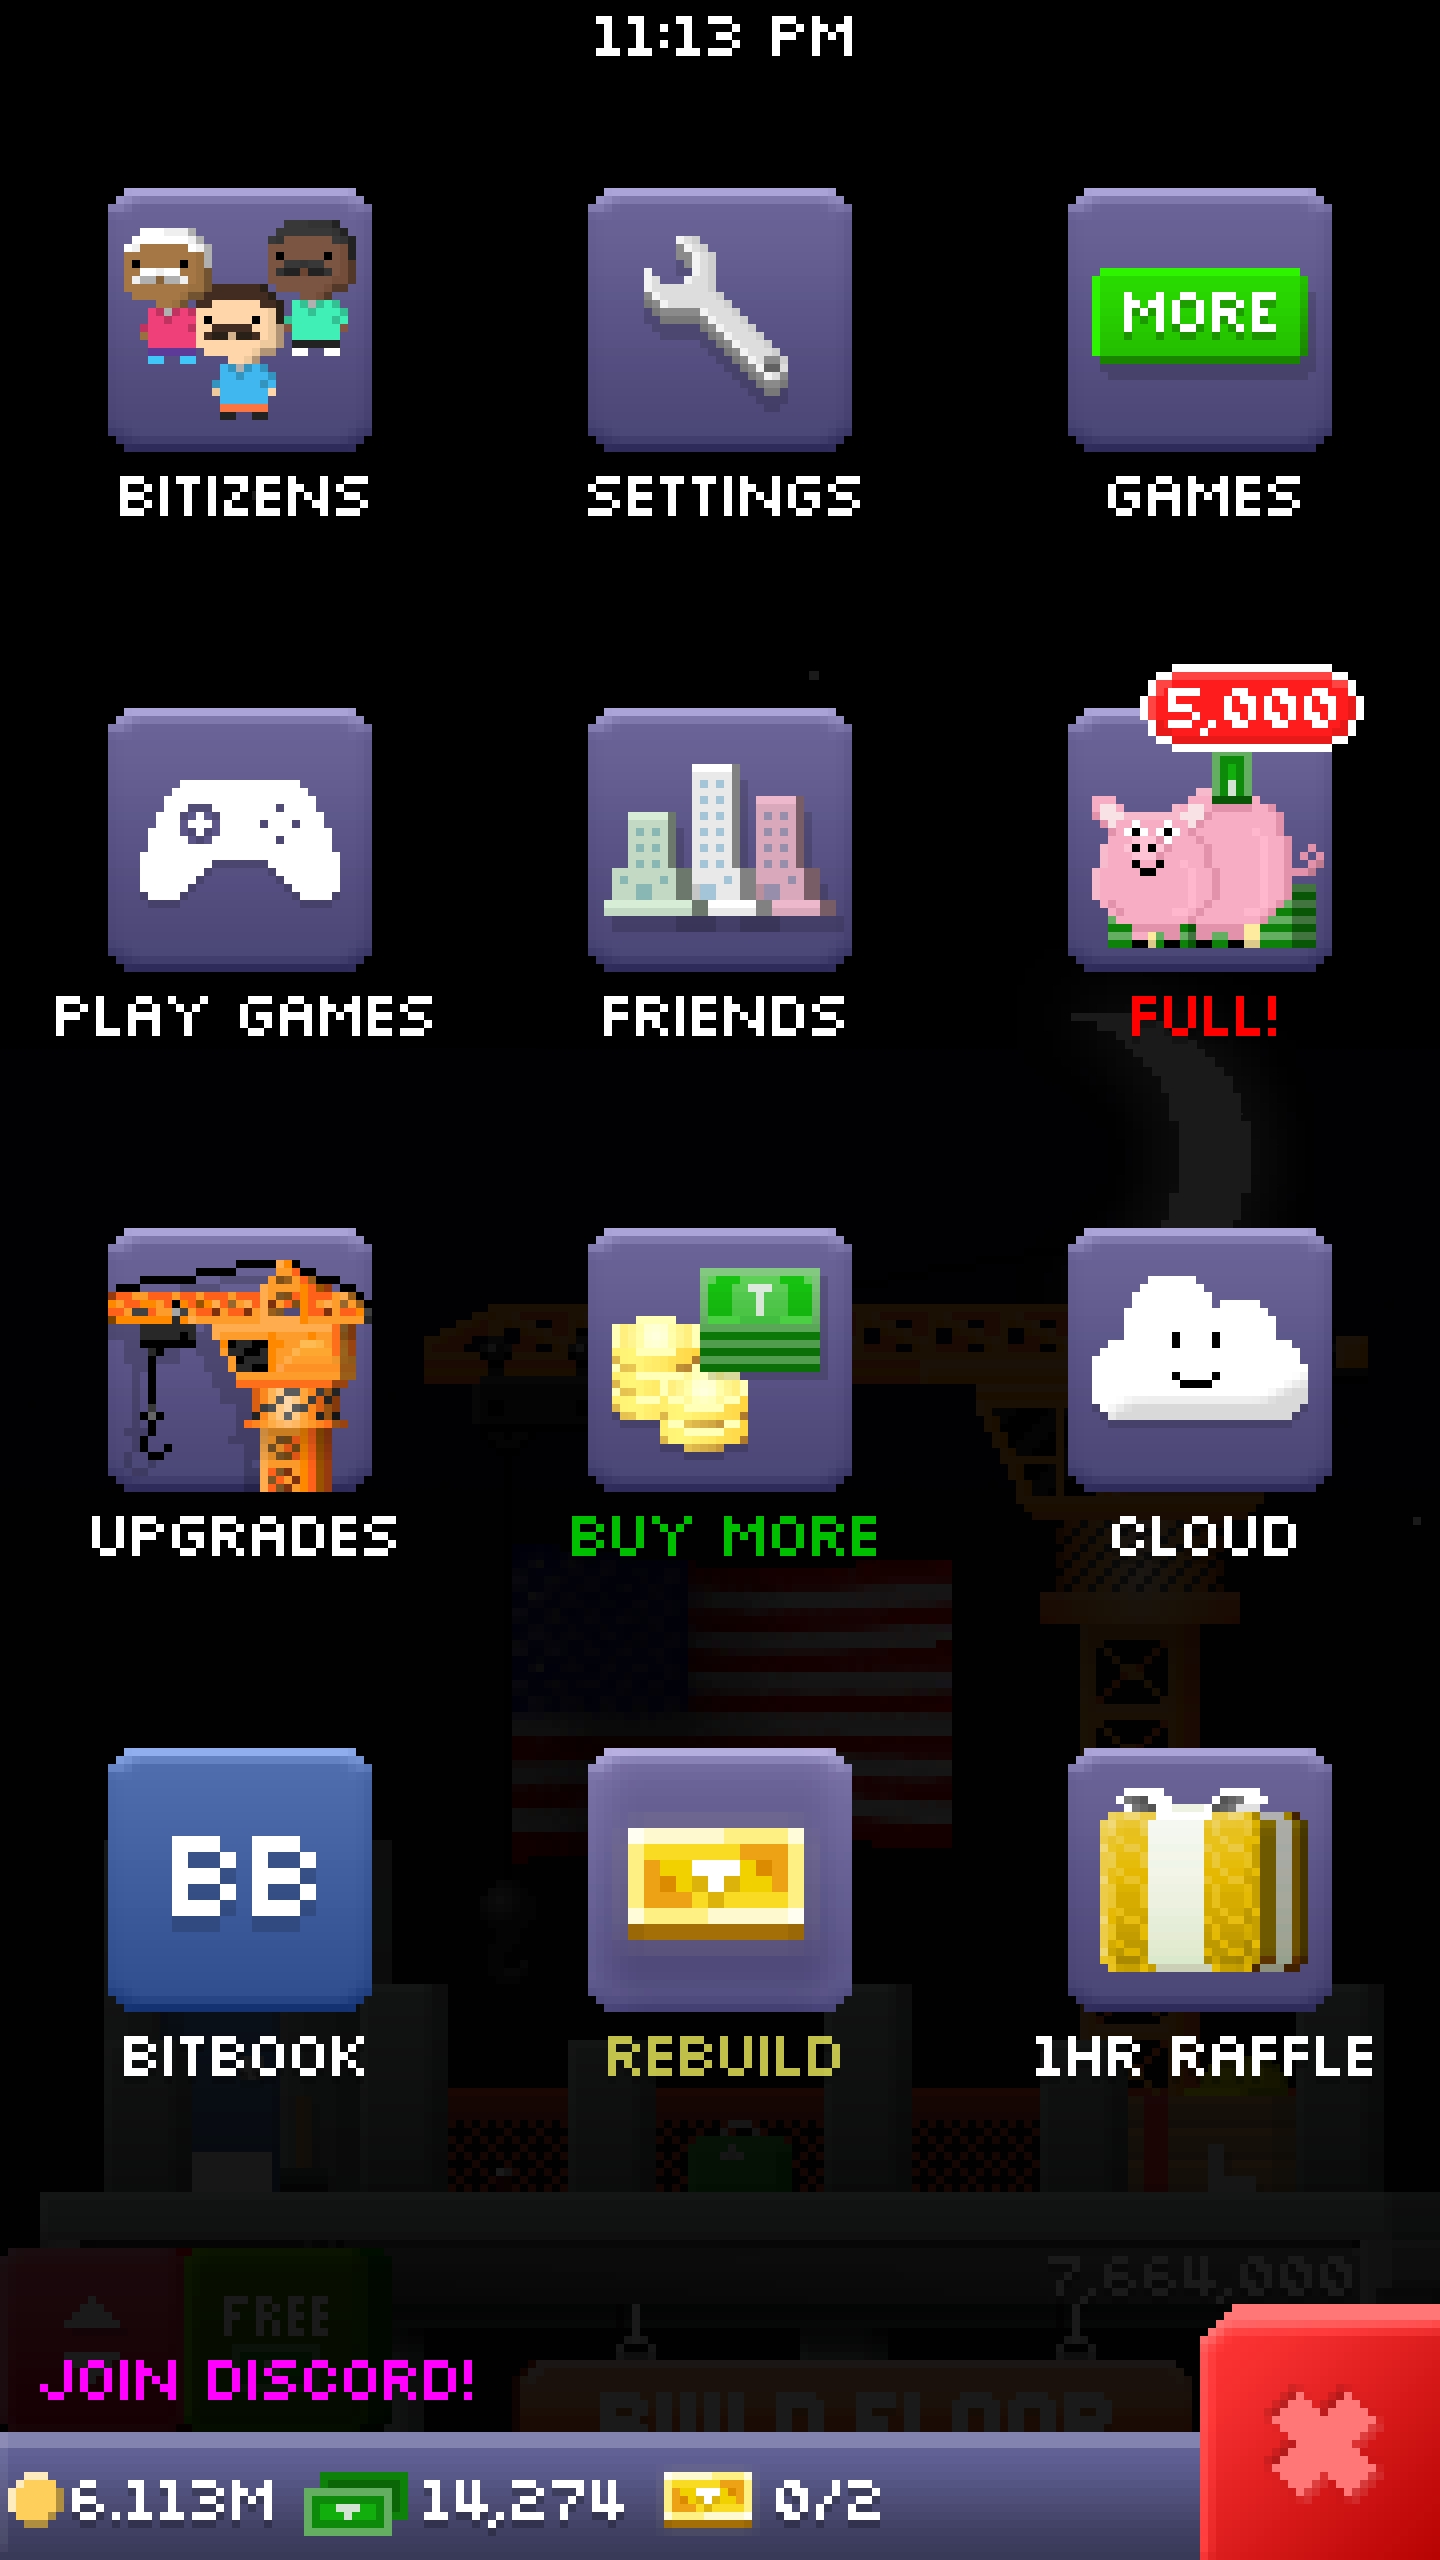 11:13 PM
MORE
BITIZENS
SETTINGS
GAMES
5,000
PLAY GAMES
FRIENDS
FULL!
T
UPGRADES
BUY MORE
CLOUD
BB
BITBOOK
REBUILD
1HR RAFFLE
7,664,000
FREE
JOIN DISCORD!
BUILD FLOOR
6.113M 14,274 0/2